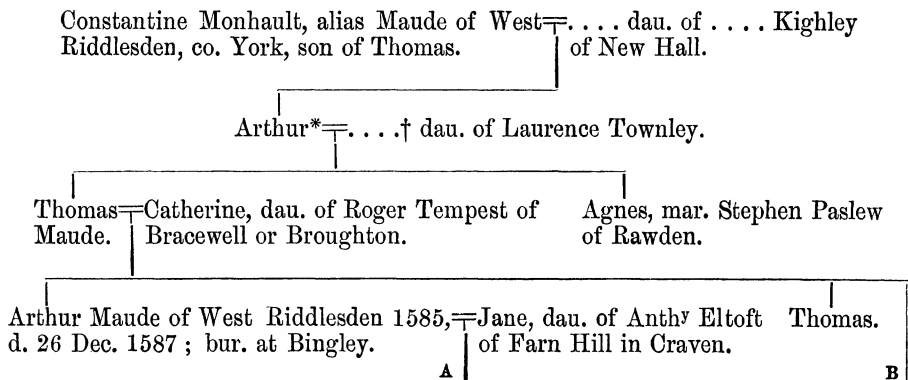 Constantine Monhault, alias Maude of West=.... dau. of .... Kighley
Riddlesden, co. York, son of Thomas. of New Hall.
Arthur*=....† dau. of Laurence Townley.
Thomas=Catherine, dau. of Roger Tempest of Agnes, mar. Stephen Paslew
Maude. Bracewell or Broughton. of Rawden.
Arthur Maude of West Riddlesden 1585,=Jane, dau. of Anthʸ Eltoft Thomas.
d. 26 Dec. 1587 ; bur. at Bingley. of Farn Hill in Craven.
A B